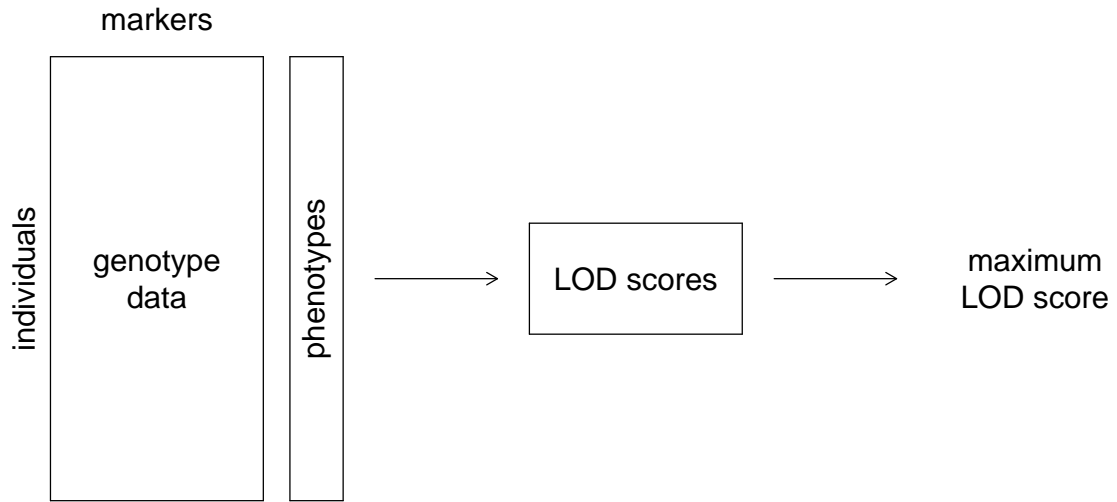 markers
individuals
genotype
data
phenotypes
LOD scores
maximum
LOD score